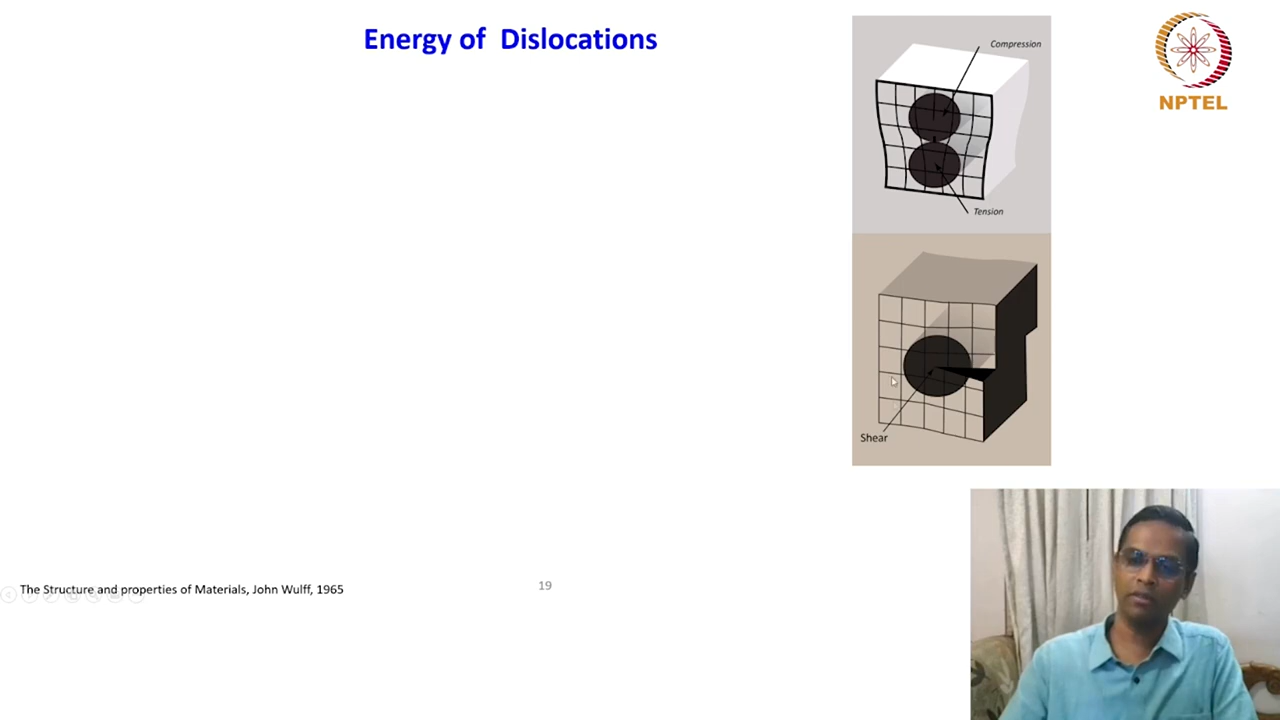 Energy of Dislocations
Compression
NPTEL
Tension
Shear
The Structure and properties of Materials, John Wulff, 1965
19